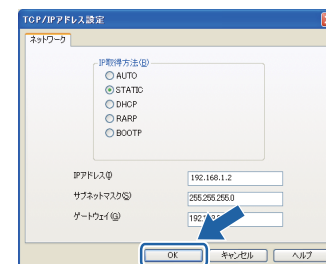 TCP/IPアドレス設定
ネットワーク
IP取得方法(B)
AUTO
STATIC
DHCP
RARP
BOOTP
IPアドレス(I) 192.168.1.2
サブネットマスク(S) 255.255.255.0
ゲートウェイ(G)
OK キャンセル ヘルプ